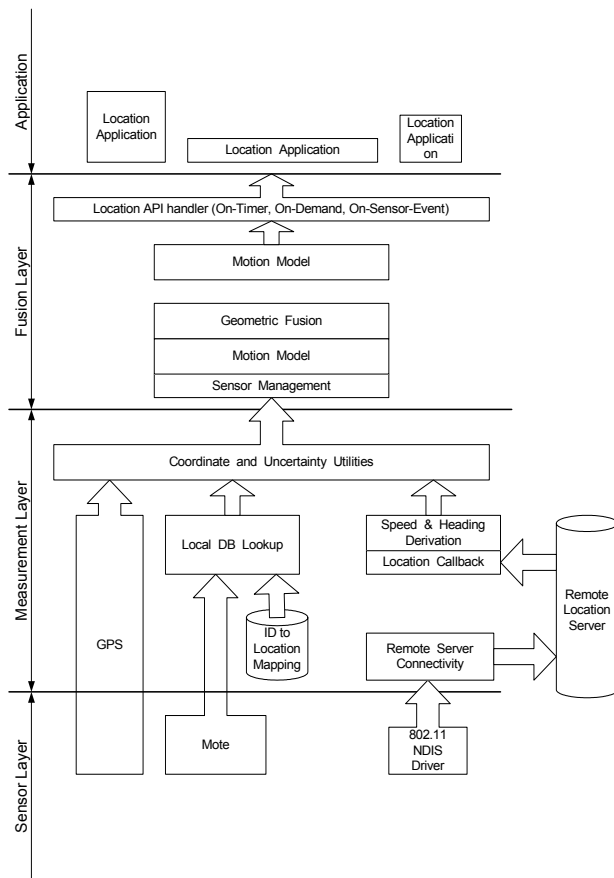 Application
Location
Application
Location Application
Location
Applicati
on
Fusion Layer
Location API handler (On-Timer, On-Demand, On-Sensor-Event)
Motion Model
Geometric Fusion
Motion Model
Sensor Management
Measurement Layer
Coordinate and Uncertainty Utilities
GPS
Local DB Lookup
ID to
Location
Mapping
Speed & Heading
Derivation
Location Callback
Remote Server
Connectivity
Remote
Location
Server
Sensor Layer
Mote
802.11
NDIS
Driver